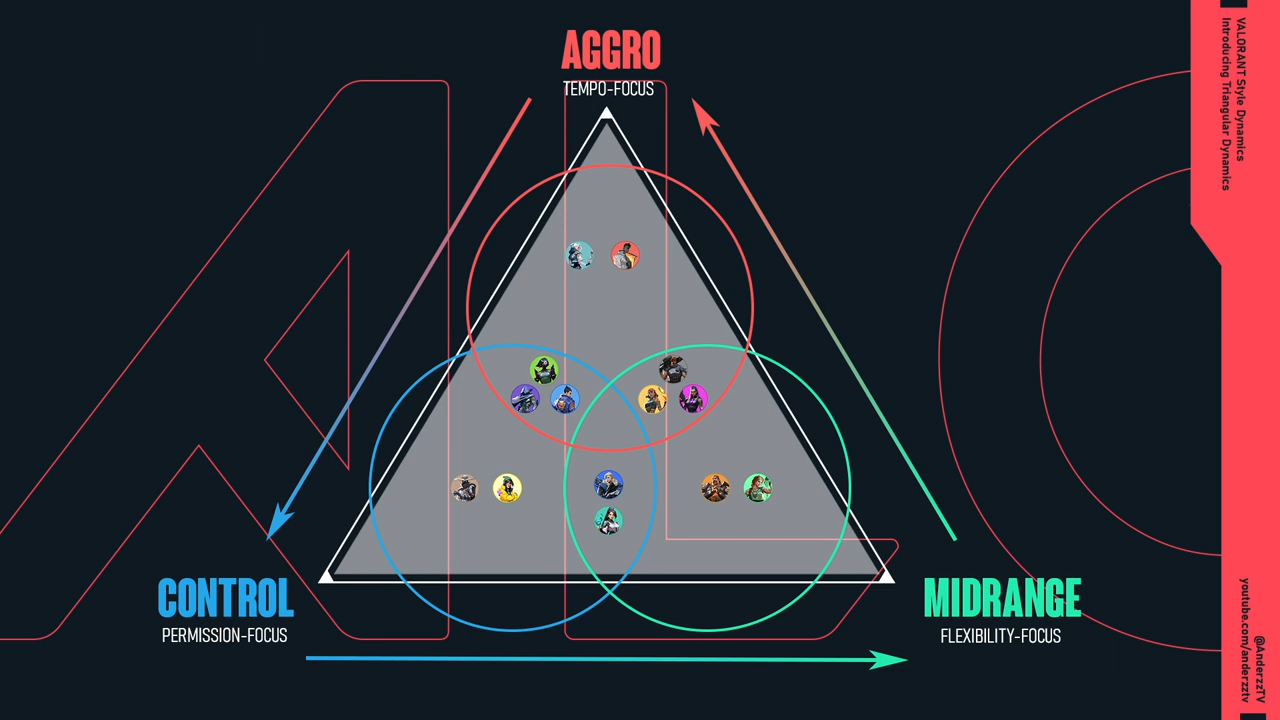 AGGRO
TEMPO-FOCUS
CONTROL
PERMISSION-FOCUS
MIDRANGE
FLEXIBILITY-FOCUS
VALORANT Style Dynamics
Introducing Triangular Dynamics
@AnderzzTV
youtube.com/anderzztv